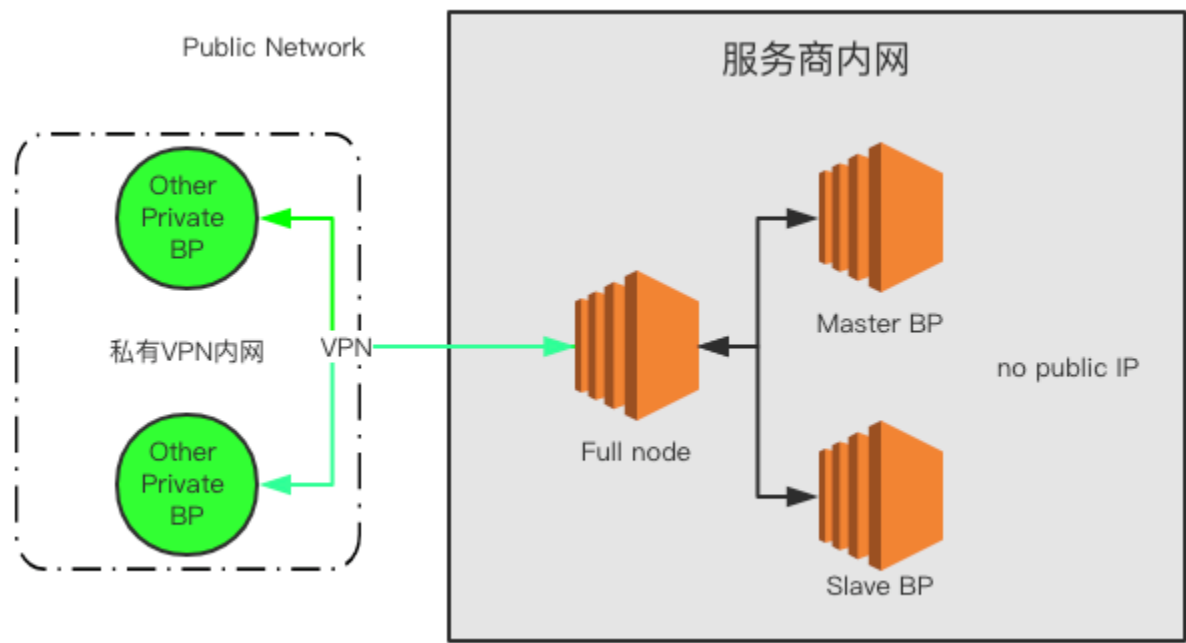 Public Network
服务商内网
Other
Private
BP
私有VPN内网
VPN
Other
Private
BP
Full node
Master BP
no public IP
Slave BP